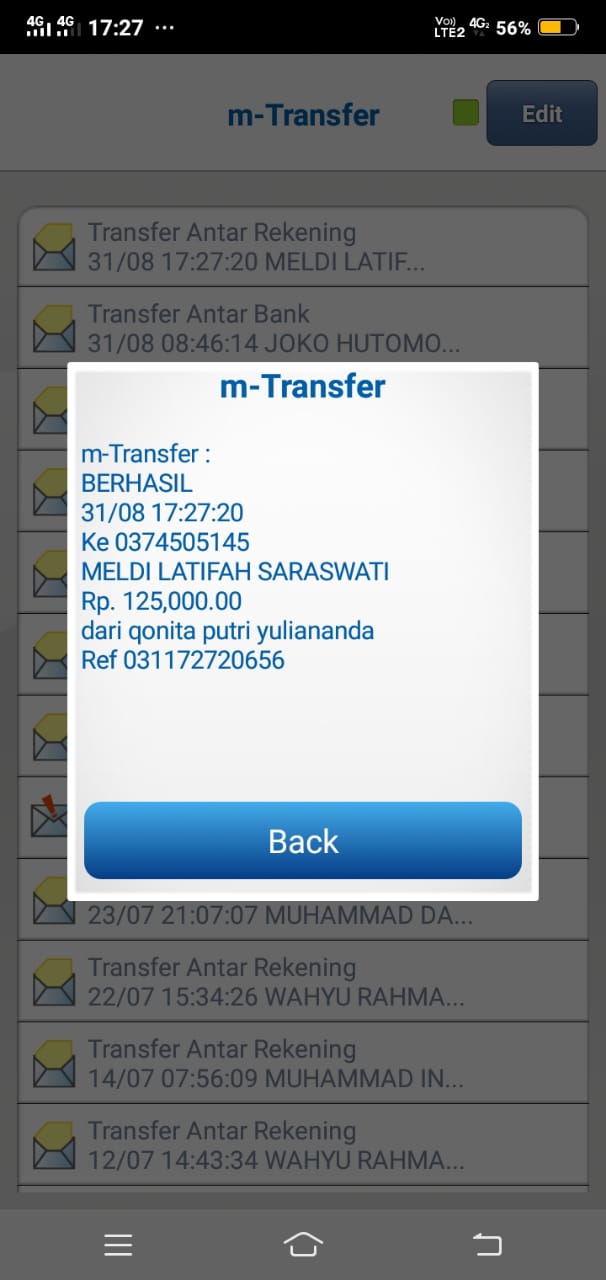 4G 4G 17:27 ...
Vo)) LTE2 4G2 56%
m-Transfer
Edit
Transfer Antar Rekening
31/08 17:27:20 MELDI LATIF...
Transfer Antar Bank
31/08 08:46:14 JOKO HUTOMO...
m-Transfer
m-Transfer :
BERHASIL
31/08 17:27:20
Ke 0374505145
MELDI LATIFAH SARASWATI
Rp. 125,000.00
dari qonita putri yuliananda
Ref 031172720656
Back
23/07 21:07:07 MUHAMMAD DA...
Transfer Antar Rekening
22/07 15:34:26 WAHYU RAHMA...
Transfer Antar Rekening
14/07 07:56:09 MUHAMMAD IN...
Transfer Antar Rekening
12/07 14:43:34 WAHYU RAHMA...